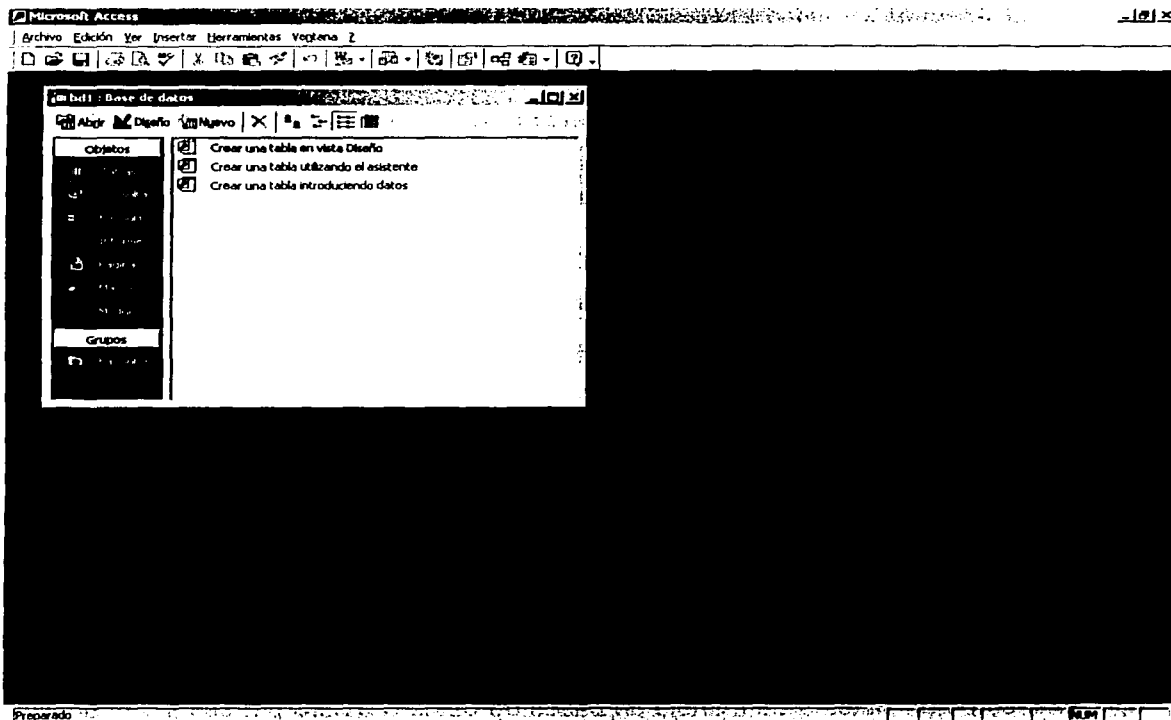 Microsoft Access
Archivo Edición Ver Insertar Herramientas Ventana ?
bd1 : Base de datos
Abrir Diseño Nuevo
Objetos
Crear una tabla en vista Diseño
Crear una tabla utilizando el asistente
Crear una tabla introduciendo datos
Grupos
Preparado
NUM